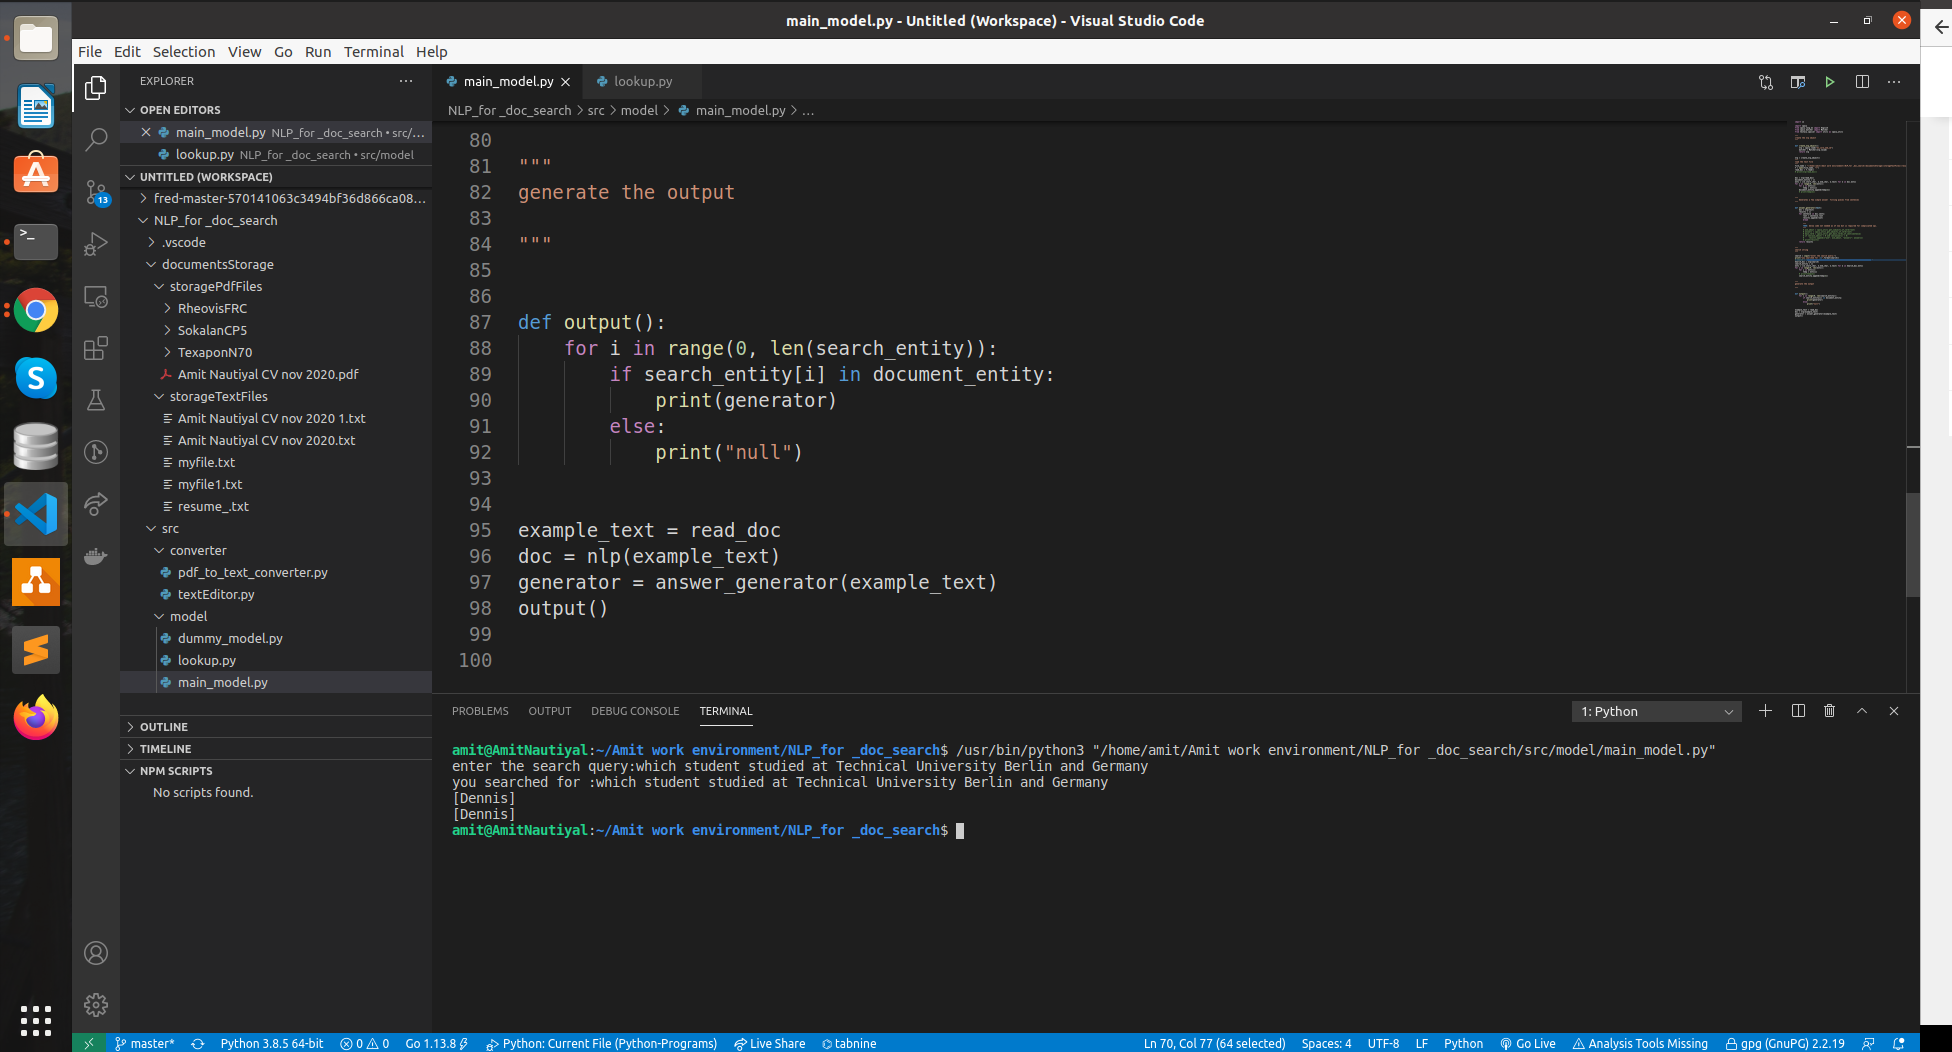 main_model.py - Untitled (Workspace) - Visual Studio Code
File Edit Selection View Go Run Terminal Help
EXPLORER
OPEN EDITORS
main_model.py NLP_for _doc_search • src/...
lookup.py NLP_for _doc_search • src/model
UNTITLED (WORKSPACE)
fred-master-570141063c3494bf36d866ca08...
NLP_for _doc_search
.vscode
documentsStorage
storagePdfFiles
RheovisFRC
SokalanCP5
TexaponN70
Amit Nautiyal CV nov 2020.pdf
storageTextFiles
Amit Nautiyal CV nov 2020 1.txt
Amit Nautiyal CV nov 2020.txt
myfile.txt
myfile1.txt
resume_.txt
src
converter
pdf_to_text_converter.py
textEditor.py
model
dummy_model.py
lookup.py
main_model.py
OUTLINE
TIMELINE
NPM SCRIPTS
No scripts found.
13
main_model.py lookup.py
NLP_for _doc_search > src > model > main_model.py > ...
80
81 """
82 generate the output
83
84 """
85
86
87 def output():
88 for i in range(0, len(search_entity)):
89 if search_entity[i] in document_entity:
90 print(generator)
91 else:
92 print("null")
93
94
95 example_text = read_doc
96 doc = nlp(example_text)
97 generator = answer_generator(example_text)
98 output()
99
100
PROBLEMS OUTPUT DEBUG CONSOLE TERMINAL 1: Python
amit@AmitNautiyal:~/Amit work environment/NLP_for _doc_search$ /usr/bin/python3 "/home/amit/Amit work environment/NLP_for _doc_search/src/model/main_model.py"
enter the search query:which student studied at Technical University Berlin and Germany
you searched for :which student studied at Technical University Berlin and Germany
[Dennis]
[Dennis]
amit@AmitNautiyal:~/Amit work environment/NLP_for _doc_search$
master* Python 3.8.5 64-bit 0 0 Go 1.13.8 Python: Current File (Python-Programs) Live Share tabnine Ln 70, Col 77 (64 selected) Spaces: 4 UTF-8 LF Python Go Live Analysis Tools Missing gpg (GnuPG) 2.2.19